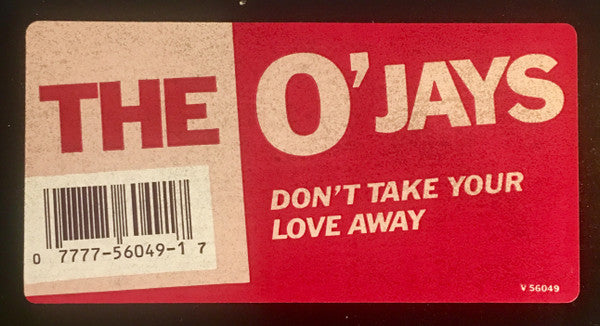 THE O'JAYS
DON'T TAKE YOUR
LOVE AWAY
0 7777-56049-1 7
V 56049